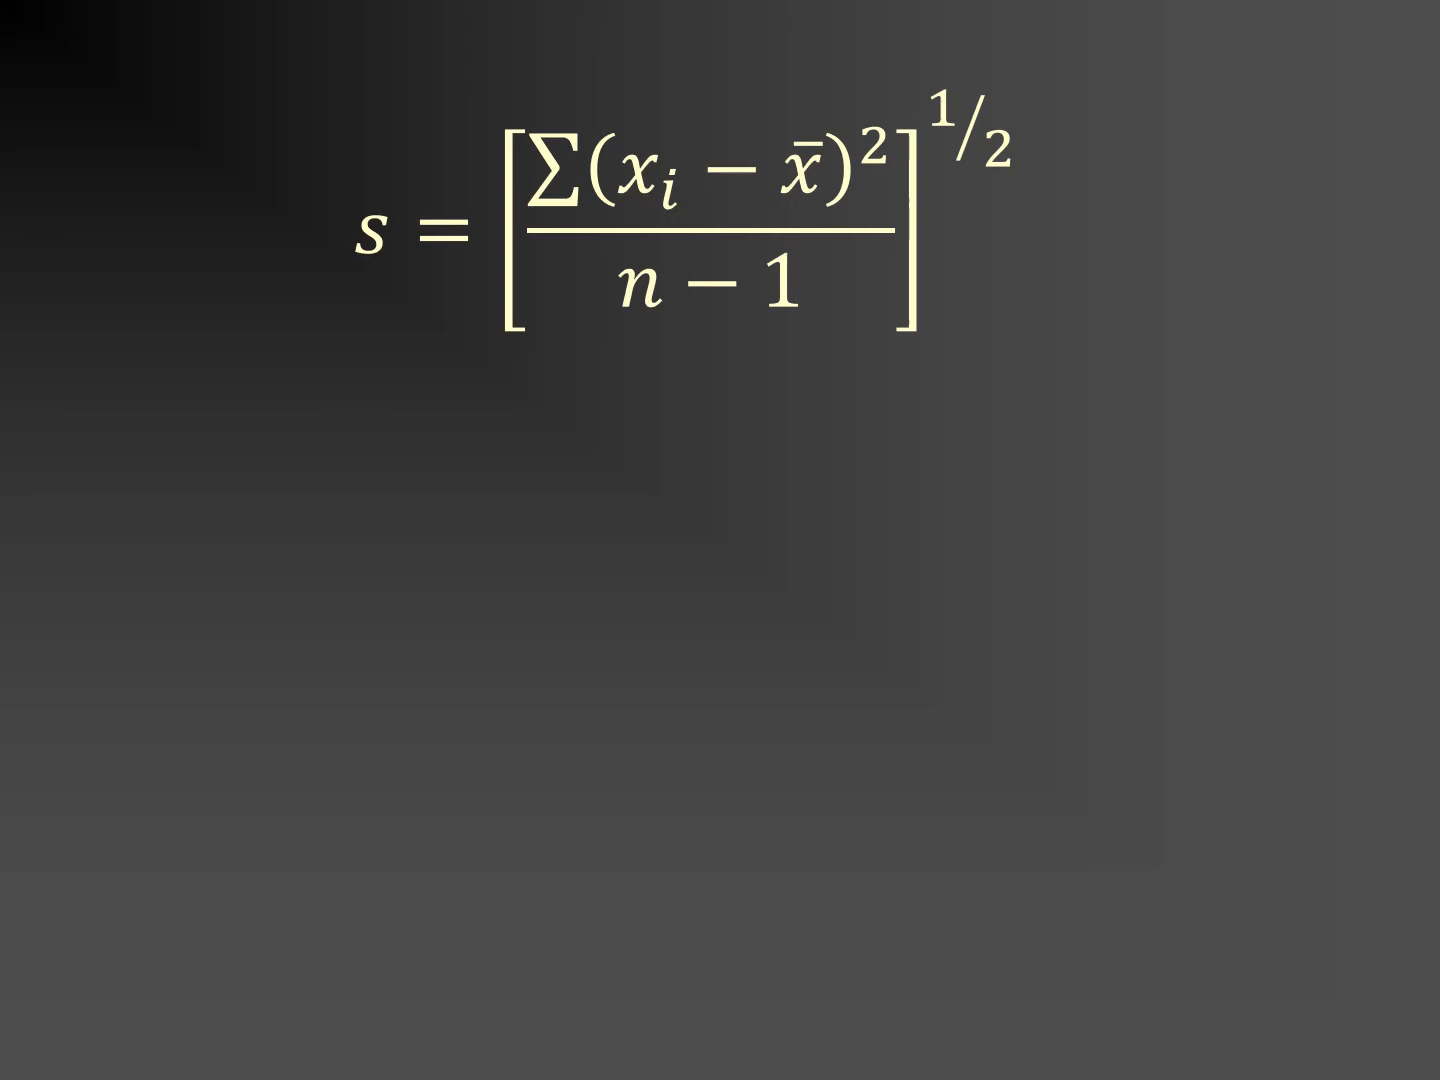 s = [∑(xᵢ − x̄)² / n − 1]^1/2